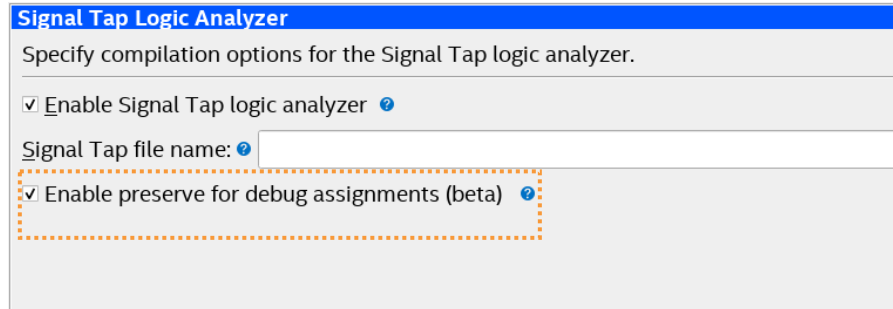 Signal Tap Logic Analyzer
Specify compilation options for the Signal Tap logic analyzer.
Enable Signal Tap logic analyzer ?
Signal Tap file name: ?
Enable preserve for debug assignments (beta) ?